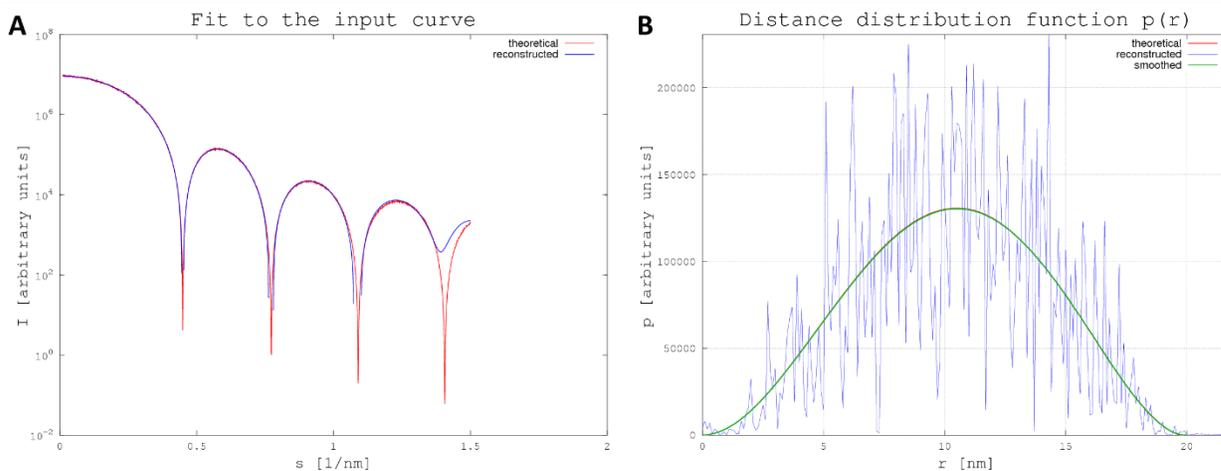 A
Fit to the input curve
theoretical
reconstructed
I [arbitrary units]
10^8
10^6
10^4
10^2
10^0
10^-2
0
0.5
1
1.5
2
s [1/nm]
B
Distance distribution function p(r)
theoretical
reconstructed
smoothed
p [arbitrary units]
200000
150000
100000
50000
0
0
5
10
15
20
r [nm]